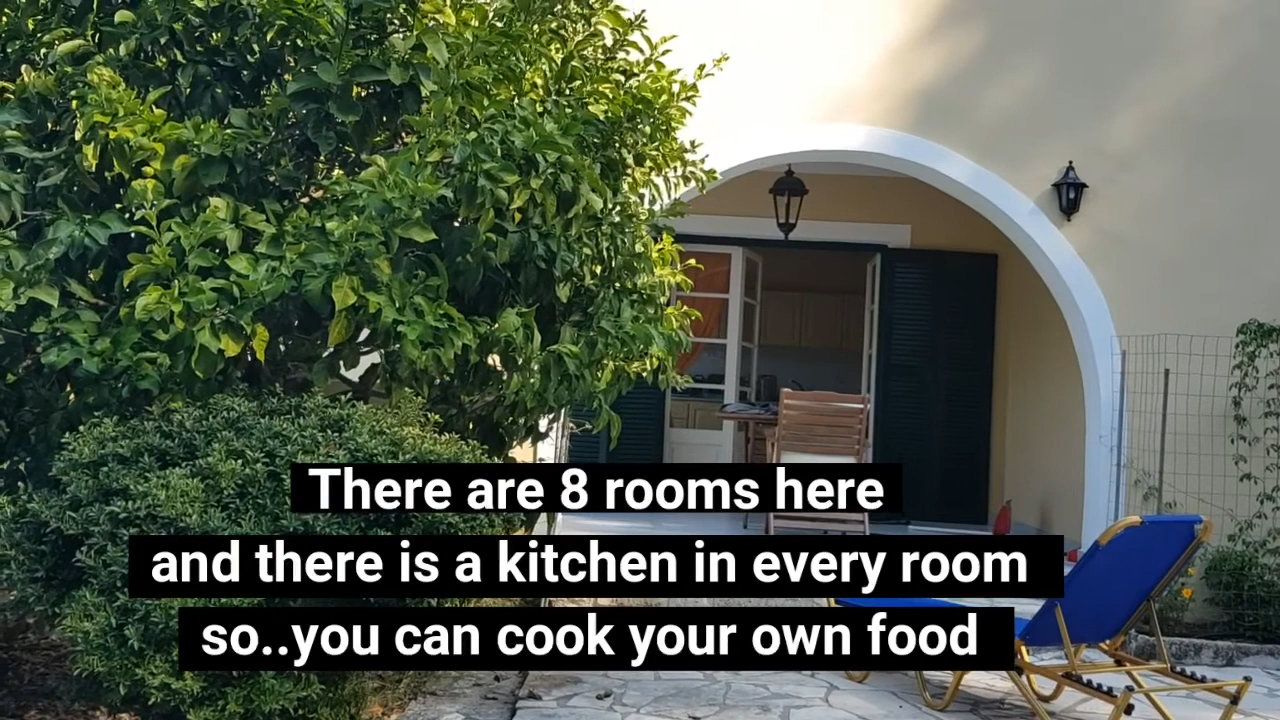 There are 8 rooms here
and there is a kitchen in every room
so..you can cook your own food